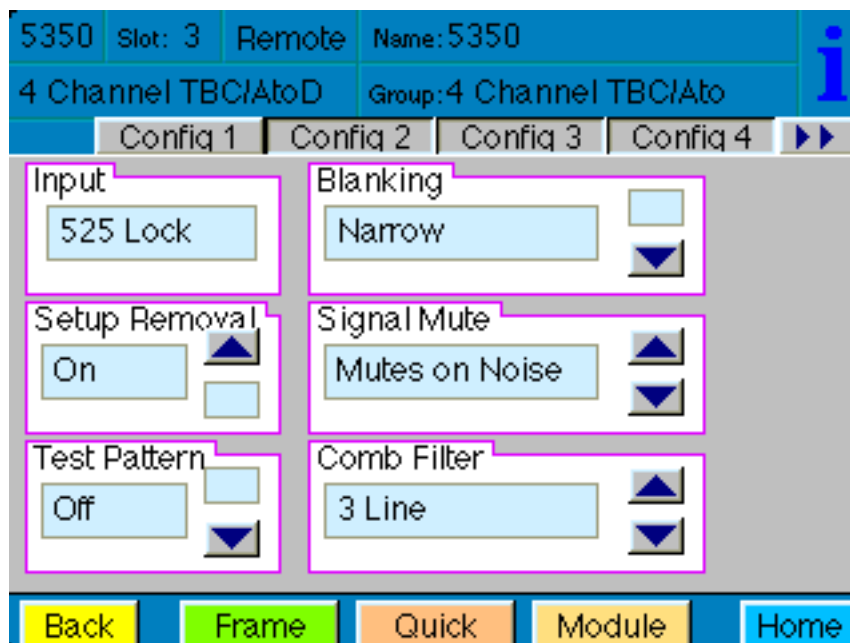 5350 Slot: 3 Remote Name: 5350
4 Channel TBC/AtoD Group: 4 Channel TBC/Ato
i
Config 1 Config 2 Config 3 Config 4
Input Blanking
525 Lock Narrow
Setup Removal Signal Mute
On Mutes on Noise
Test Pattern Comb Filter
Off 3 Line
Back Frame Quick Module Home